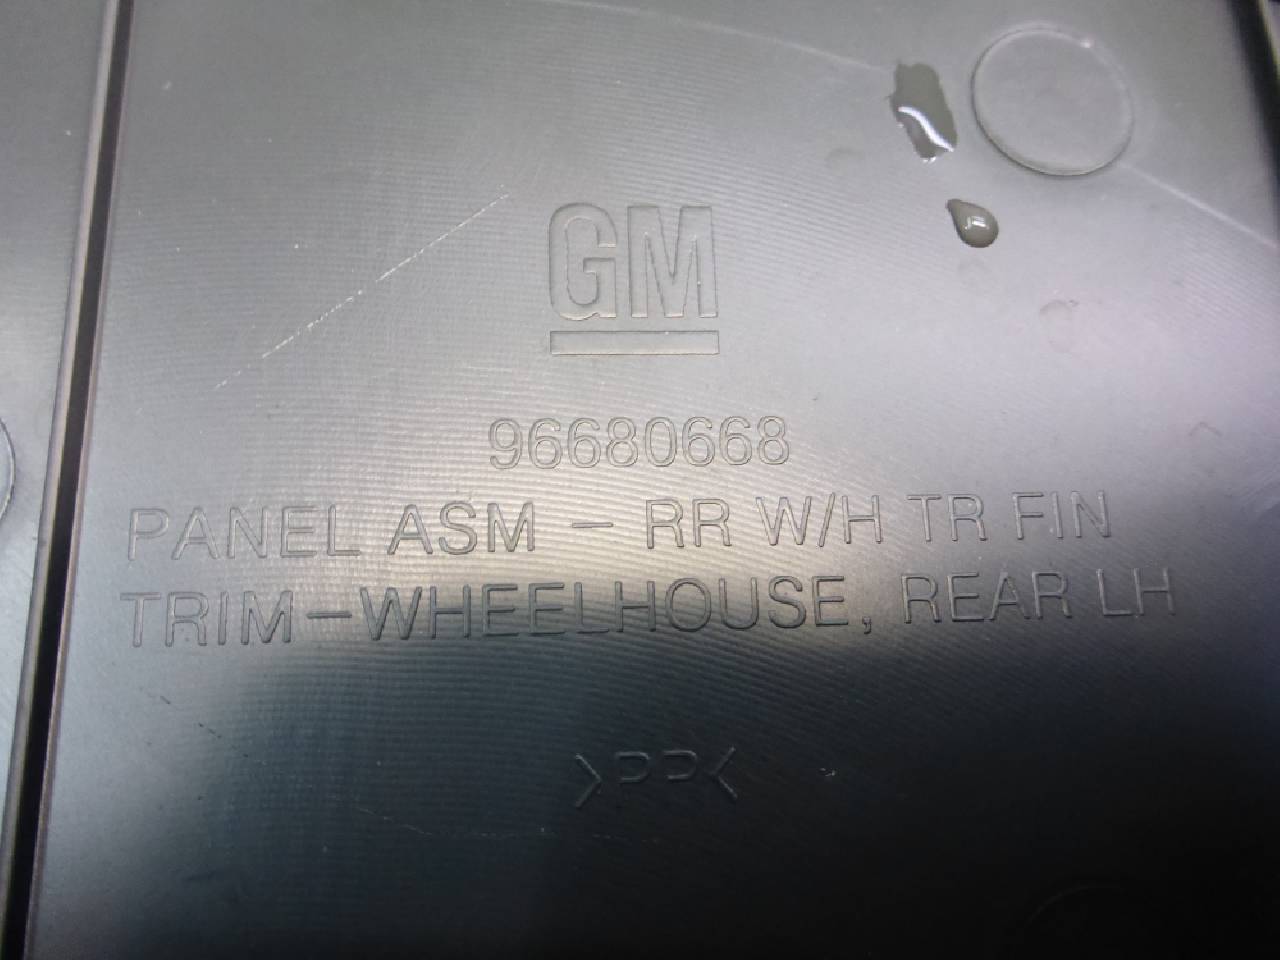 GM
96680668
PANEL ASM - RR W/H TR FIN
TRIM-WHEELHOUSE, REAR LH
>PP<